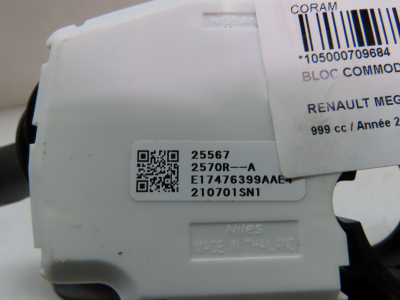 CORAM
*105000709684
BLOC COMMOD
RENAULT MEG
999 cc / Année 2
25567
2570R--A
E17476399AAE4
210701SN1
Niles
MADE IN THAILAND